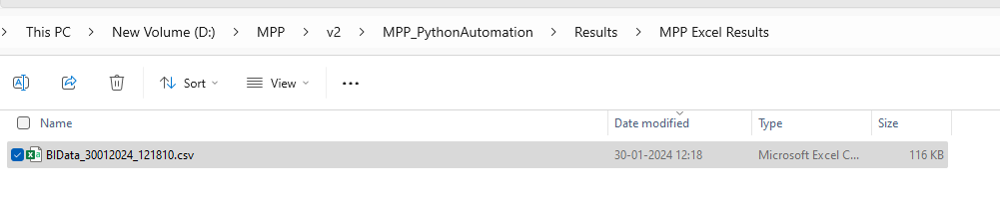 This PC > New Volume (D:) > MPP > v2 > MPP_PythonAutomation > Results > MPP Excel Results
Sort View ...
Name Date modified Type Size
BIData_30012024_121810.csv 30-01-2024 12:18 Microsoft Excel C... 116 KB